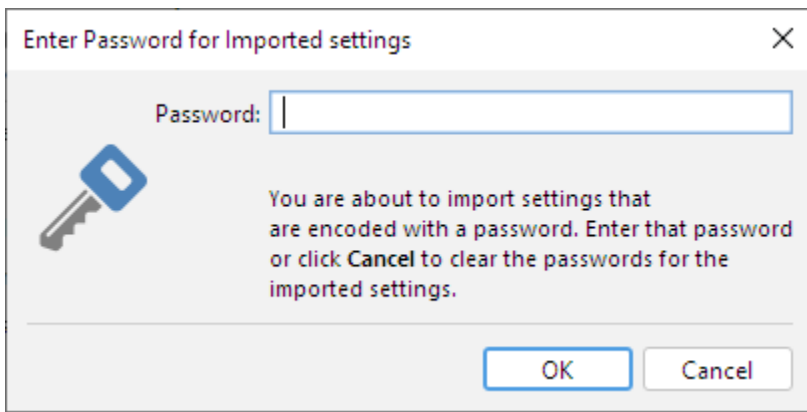 Enter Password for Imported settings
Password:
You are about to import settings that
are encoded with a password. Enter that password
or click Cancel to clear the passwords for the
imported settings.
OK
Cancel